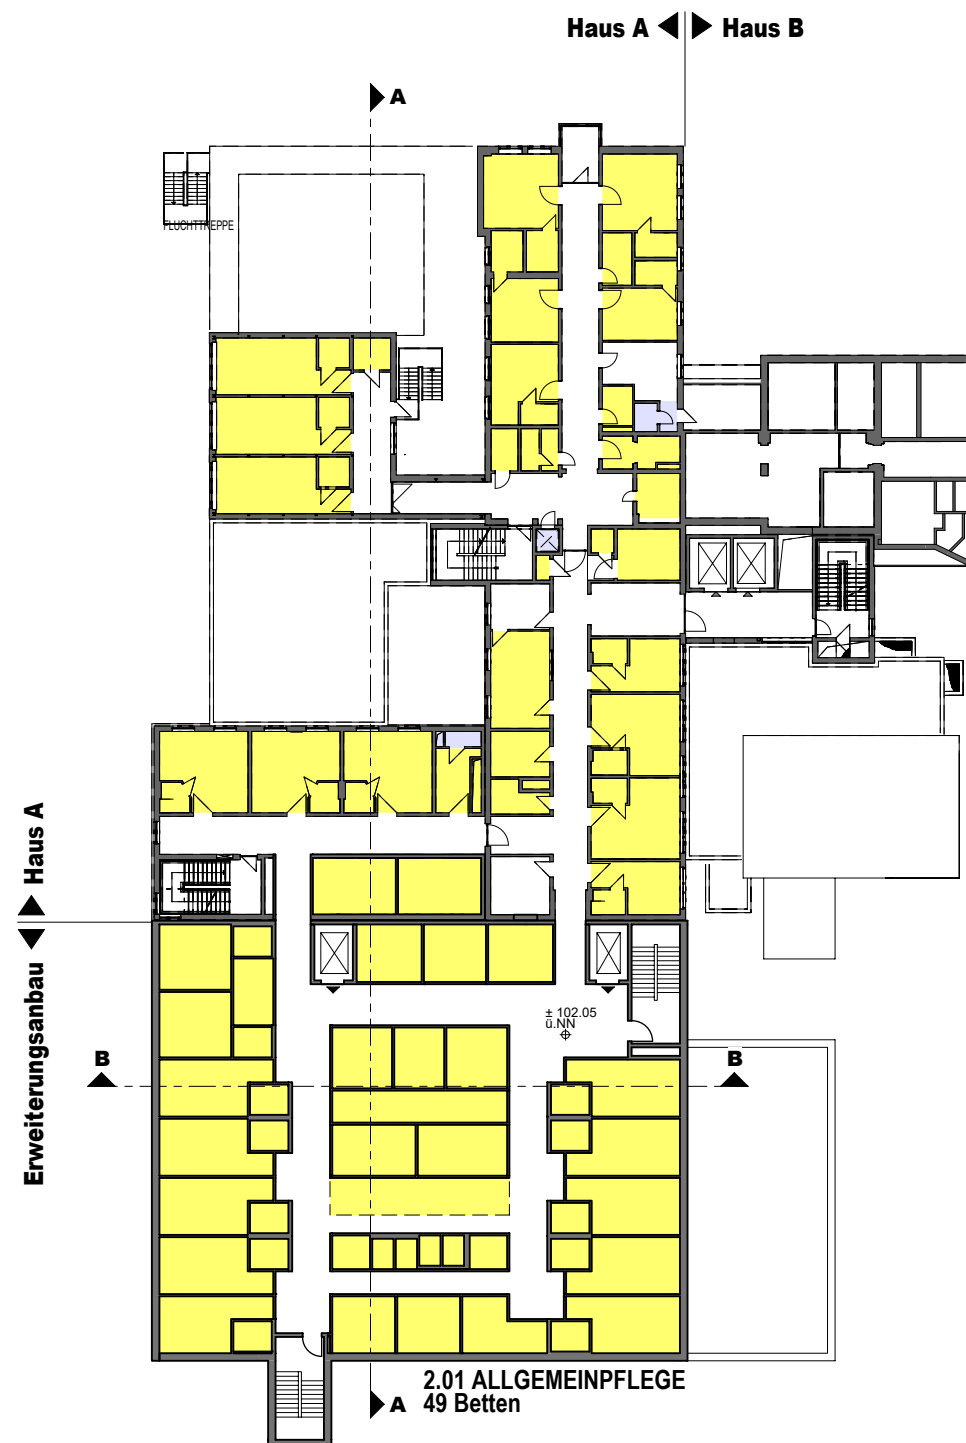 Haus A Haus B
A
FLUCHTTREPPE
Haus A
Erweiterungsanbau
± 102.05
ü.NN
B B
2.01 ALLGEMEINPFLEGE
A 49 Betten